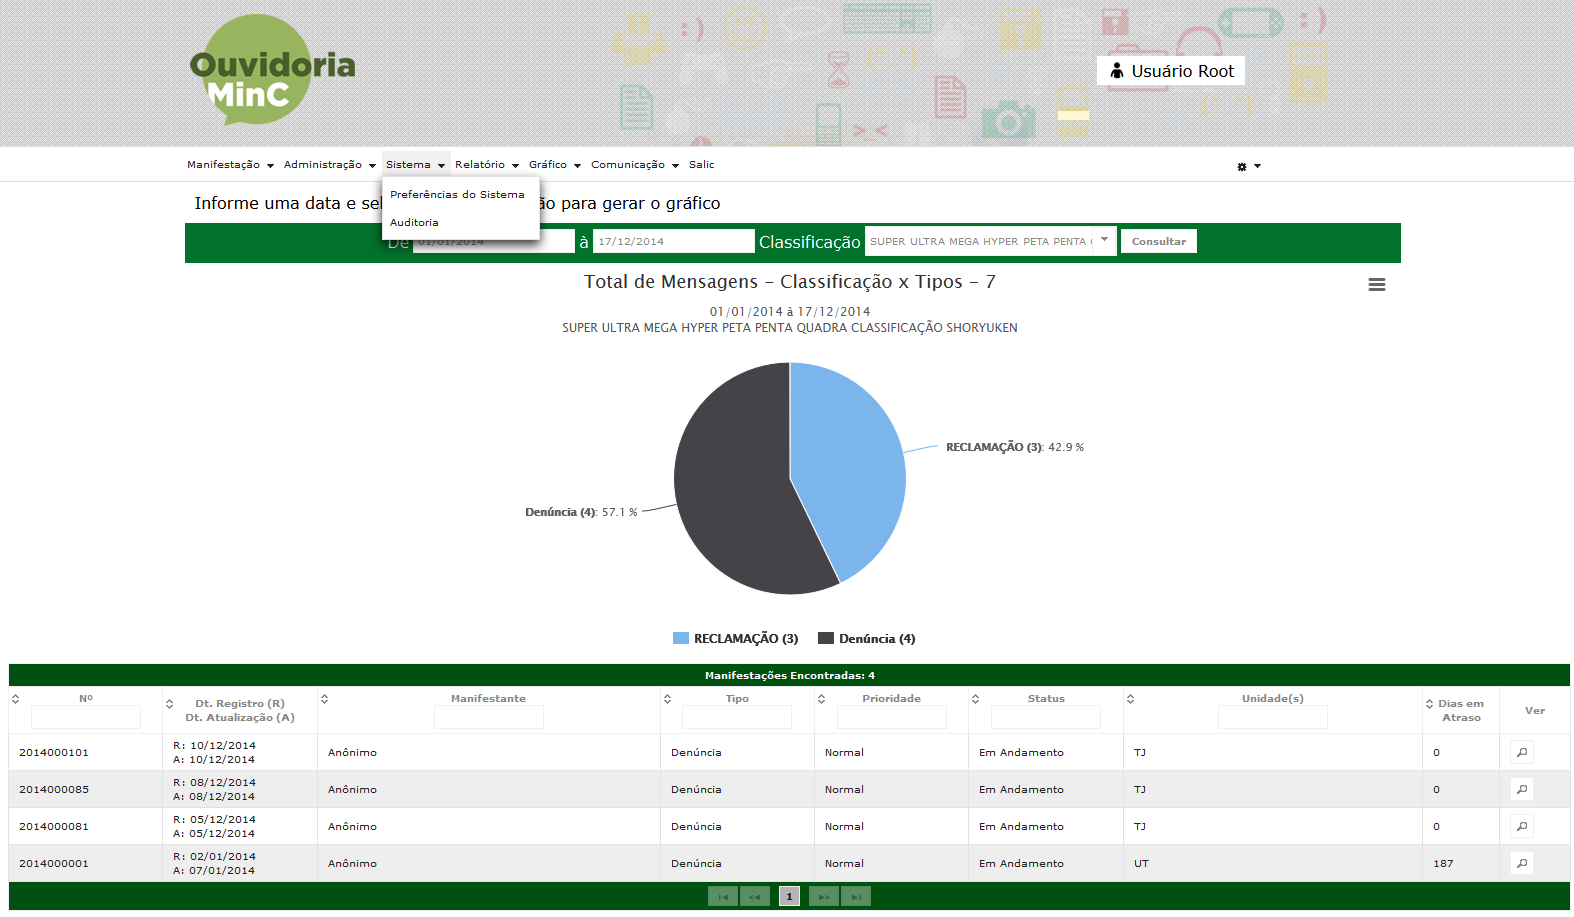 Ouvidoria
MinC
Usuário Root
Manifestação Administração Sistema Relatório Gráfico Comunicação Salic
Preferências do Sistema
Auditoria
Informe uma data e sel ão para gerar o gráfico
De 01/01/2014 à 17/12/2014 Classificação SUPER ULTRA MEGA HYPER PETA PENTA Consultar
Total de Mensagens - Classificação x Tipos - 7
01/01/2014 à 17/12/2014
SUPER ULTRA MEGA HYPER PETA PENTA QUADRA CLASSIFICAÇÃO SHORYUKEN
RECLAMAÇÃO (3): 42.9 %
Denúncia (4): 57.1 %
RECLAMAÇÃO (3) Denúncia (4)
Manifestações Encontradas: 4
Nº Dt. Registro (R) Dt. Atualização (A) Manifestante Tipo Prioridade Status Unidade(s) Dias em Atraso Ver
2014000101 R: 10/12/2014 A: 10/12/2014 Anônimo Denúncia Normal Em Andamento TJ 0
2014000085 R: 08/12/2014 A: 08/12/2014 Anônimo Denúncia Normal Em Andamento TJ 0
2014000081 R: 05/12/2014 A: 05/12/2014 Anônimo Denúncia Normal Em Andamento TJ 0
2014000001 R: 02/01/2014 A: 07/01/2014 Anônimo Denúncia Normal Em Andamento UT 187
1